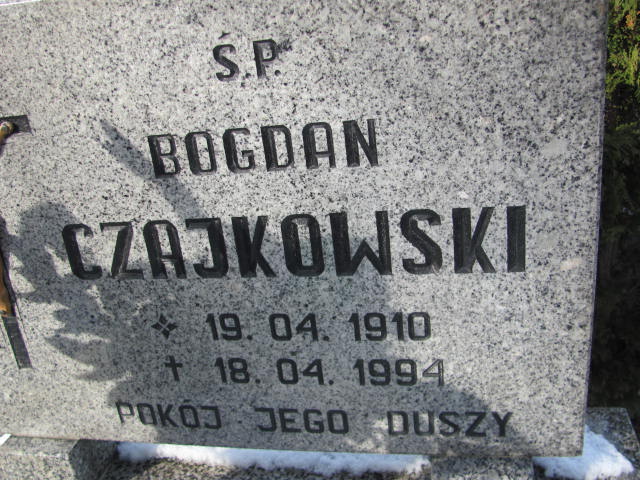 Ś.P.
BOGDAN
CZAJKOWSKI
19. 04. 1910
✝ 18. 04. 1994
POKÓJ JEGO DUSZY